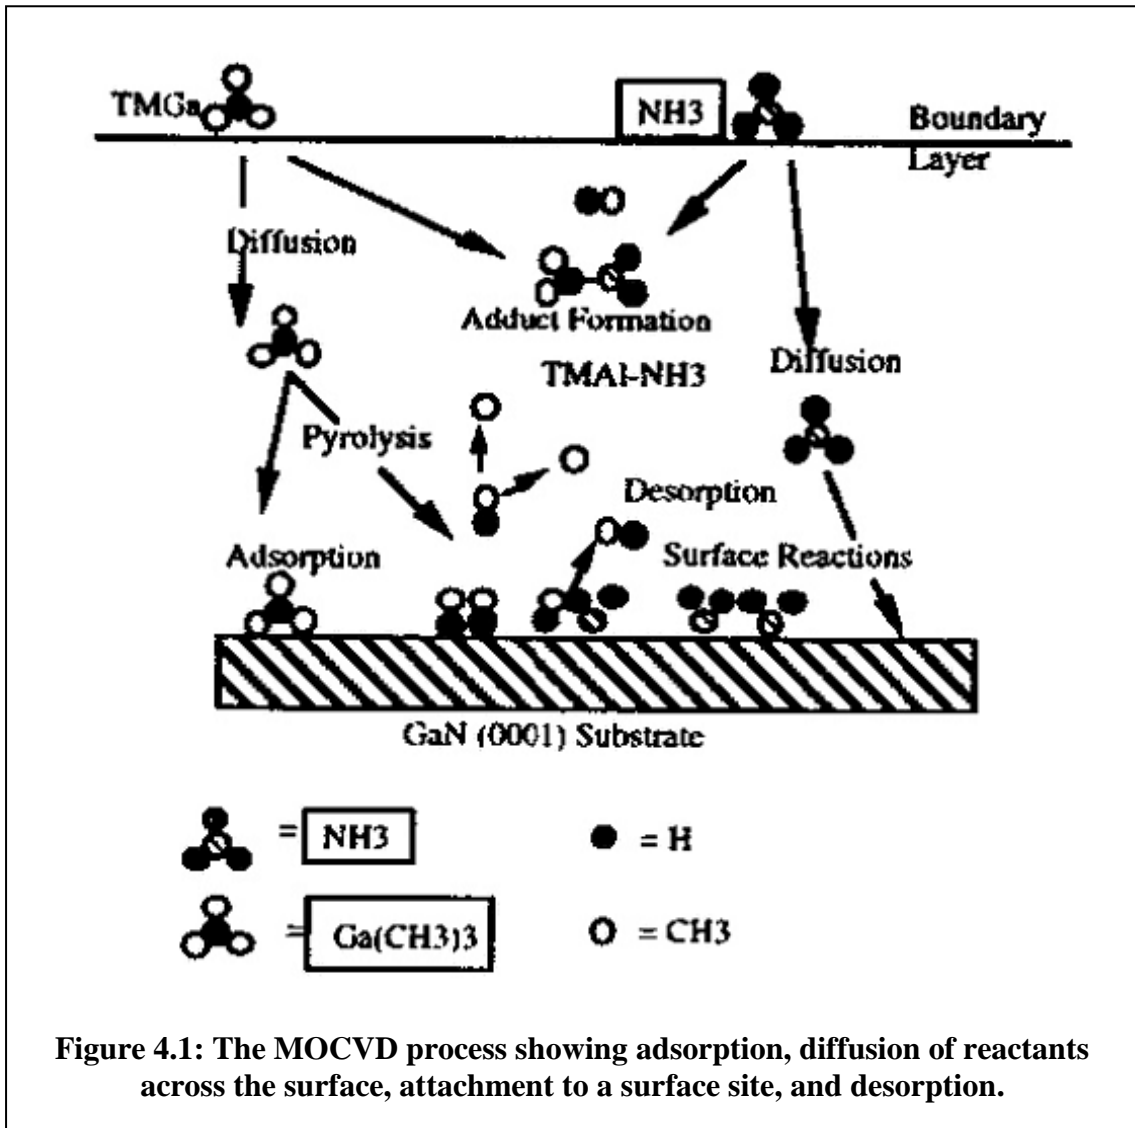 TMGa
NH3
Boundary
Layer
Diffusion
Adduct Formation
TMAl-NH3
Diffusion
Pyrolysis
Desorption
Adsorption
Surface Reactions
GaN (0001) Substrate
= NH3
= H
= Ga(CH3)3
= CH3
Figure 4.1: The MOCVD process showing adsorption, diffusion of reactants
across the surface, attachment to a surface site, and desorption.